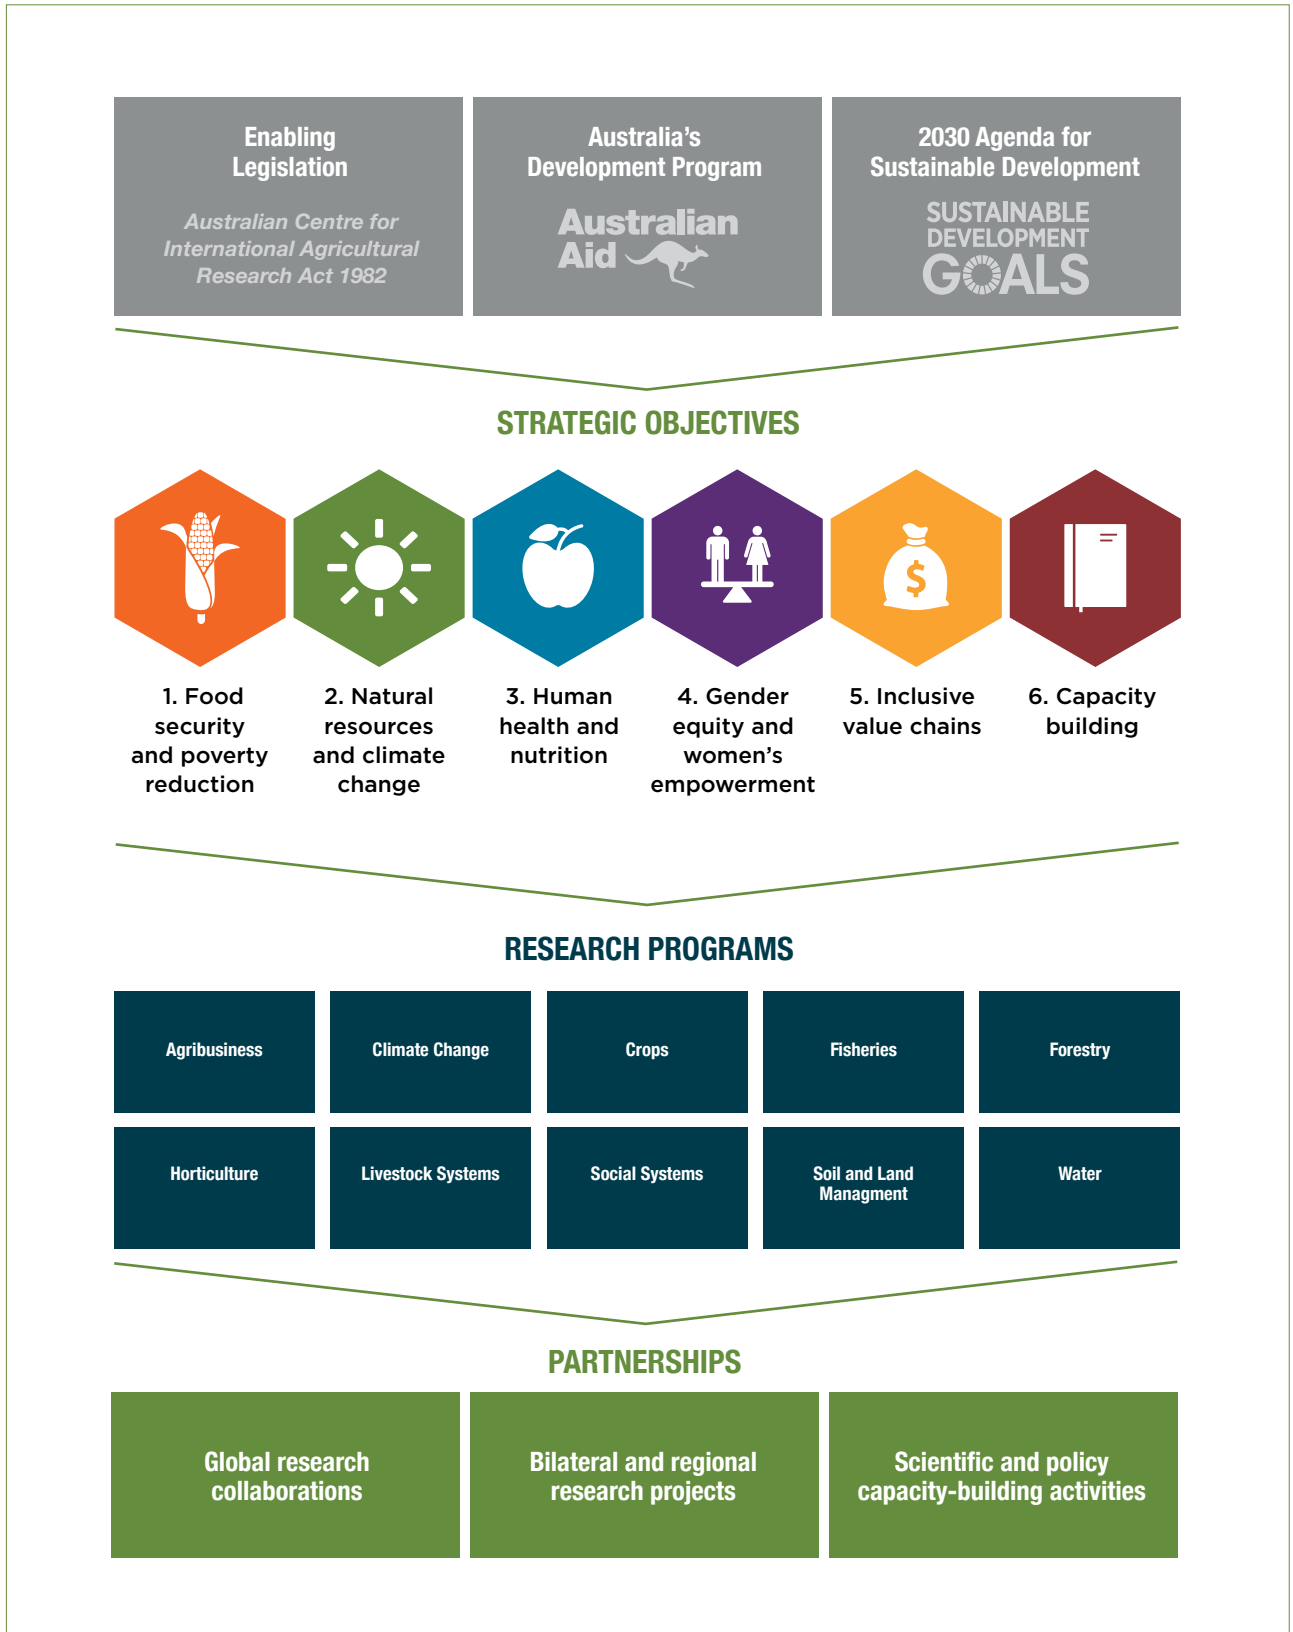 Enabling
Legislation
Australian Centre for
International Agricultural
Research Act 1982
Australia’s
Development Program
Australian
Aid
2030 Agenda for
Sustainable Development
SUSTAINABLE
DEVELOPMENT
GOALS
STRATEGIC OBJECTIVES
$
1. Food
security
and poverty
reduction
2. Natural
resources
and climate
change
3. Human
health and
nutrition
4. Gender
equity and
women’s
empowerment
5. Inclusive
value chains
6. Capacity
building
RESEARCH PROGRAMS
Agribusiness
Climate Change
Crops
Fisheries
Forestry
Horticulture
Livestock Systems
Social Systems
Soil and Land
Managment
Water
PARTNERSHIPS
Global research
collaborations
Bilateral and regional
research projects
Scientific and policy
capacity-building activities